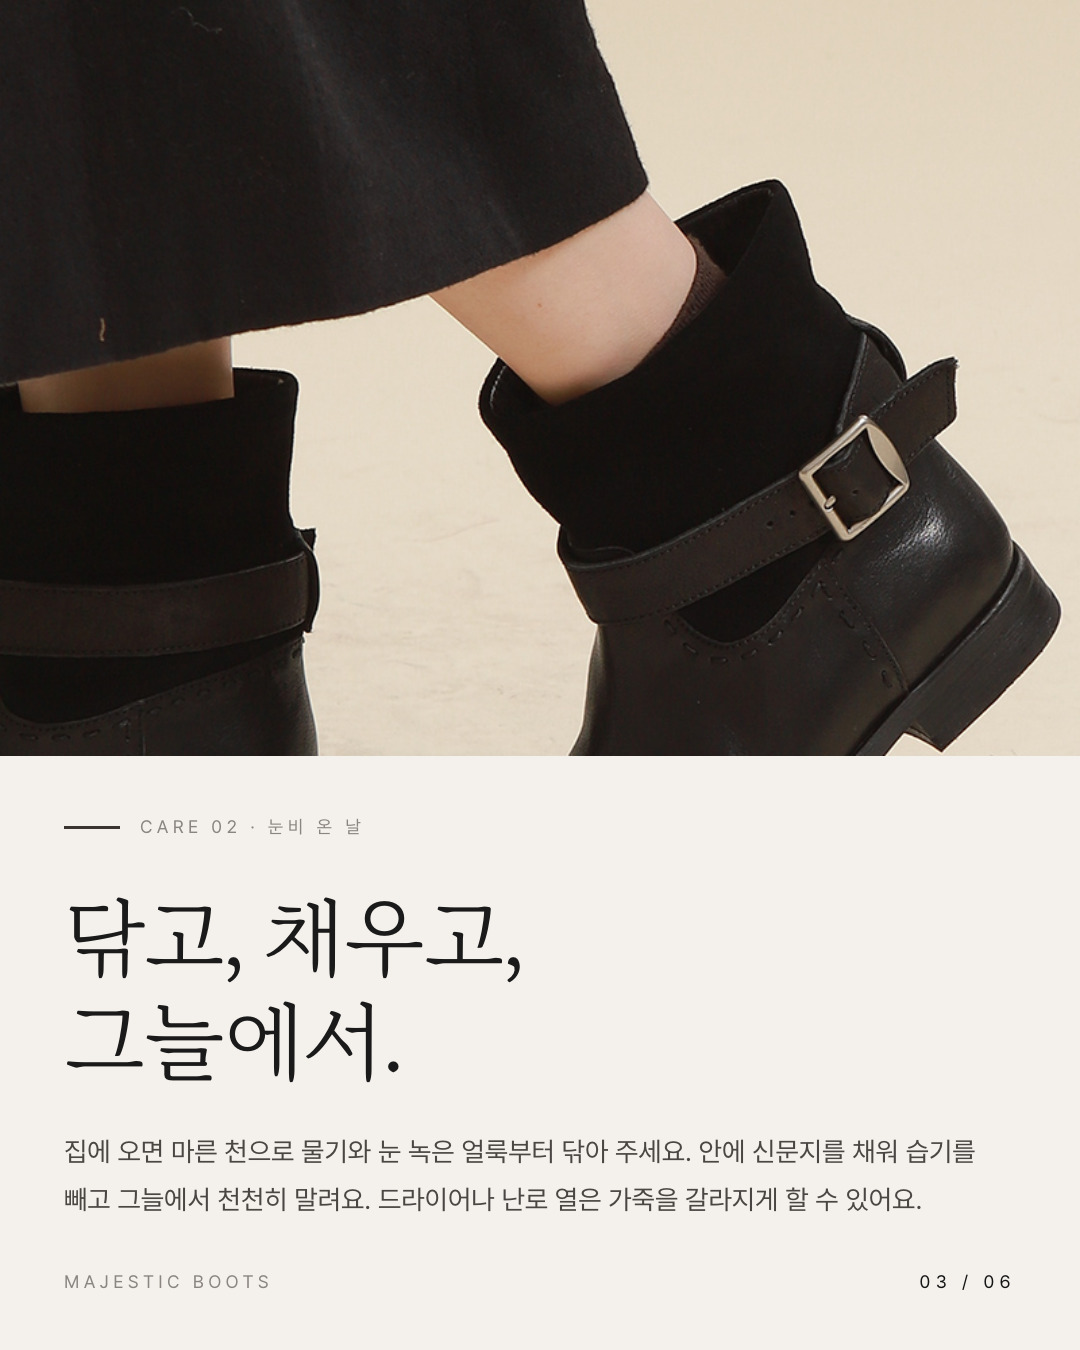 CARE 02 · 눈비 온 날
닦고, 채우고,
그늘에서.
집에 오면 마른 천으로 물기와 눈 녹은 얼룩부터 닦아 주세요. 안에 신문지를 채워 습기를
빼고 그늘에서 천천히 말려요. 드라이어나 난로 열은 가죽을 갈라지게 할 수 있어요.
MAJESTIC BOOTS
03 / 06